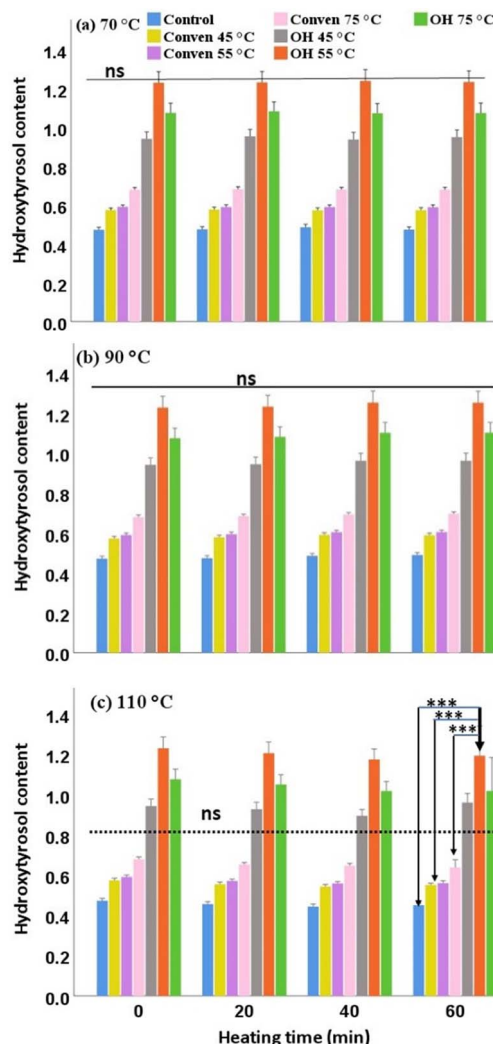 (a) 70 °C
Control
Conven 75 °C
OH 75 °C
Conven 45 °C
OH 45 °C
Conven 55 °C
OH 55 °C
ns
Hydroxytyrosol content
1.4
1.2
1.0
0.8
0.6
0.4
0.2
0.0
(b) 90 °C
ns
Hydroxytyrosol content
1.4
1.2
1.0
0.8
0.6
0.4
0.2
0.0
(c) 110 °C
***
***
***
ns
Hydroxytyrosol content
1.4
1.2
1.0
0.8
0.6
0.4
0.2
0.0
0 20 40 60
Heating time (min)